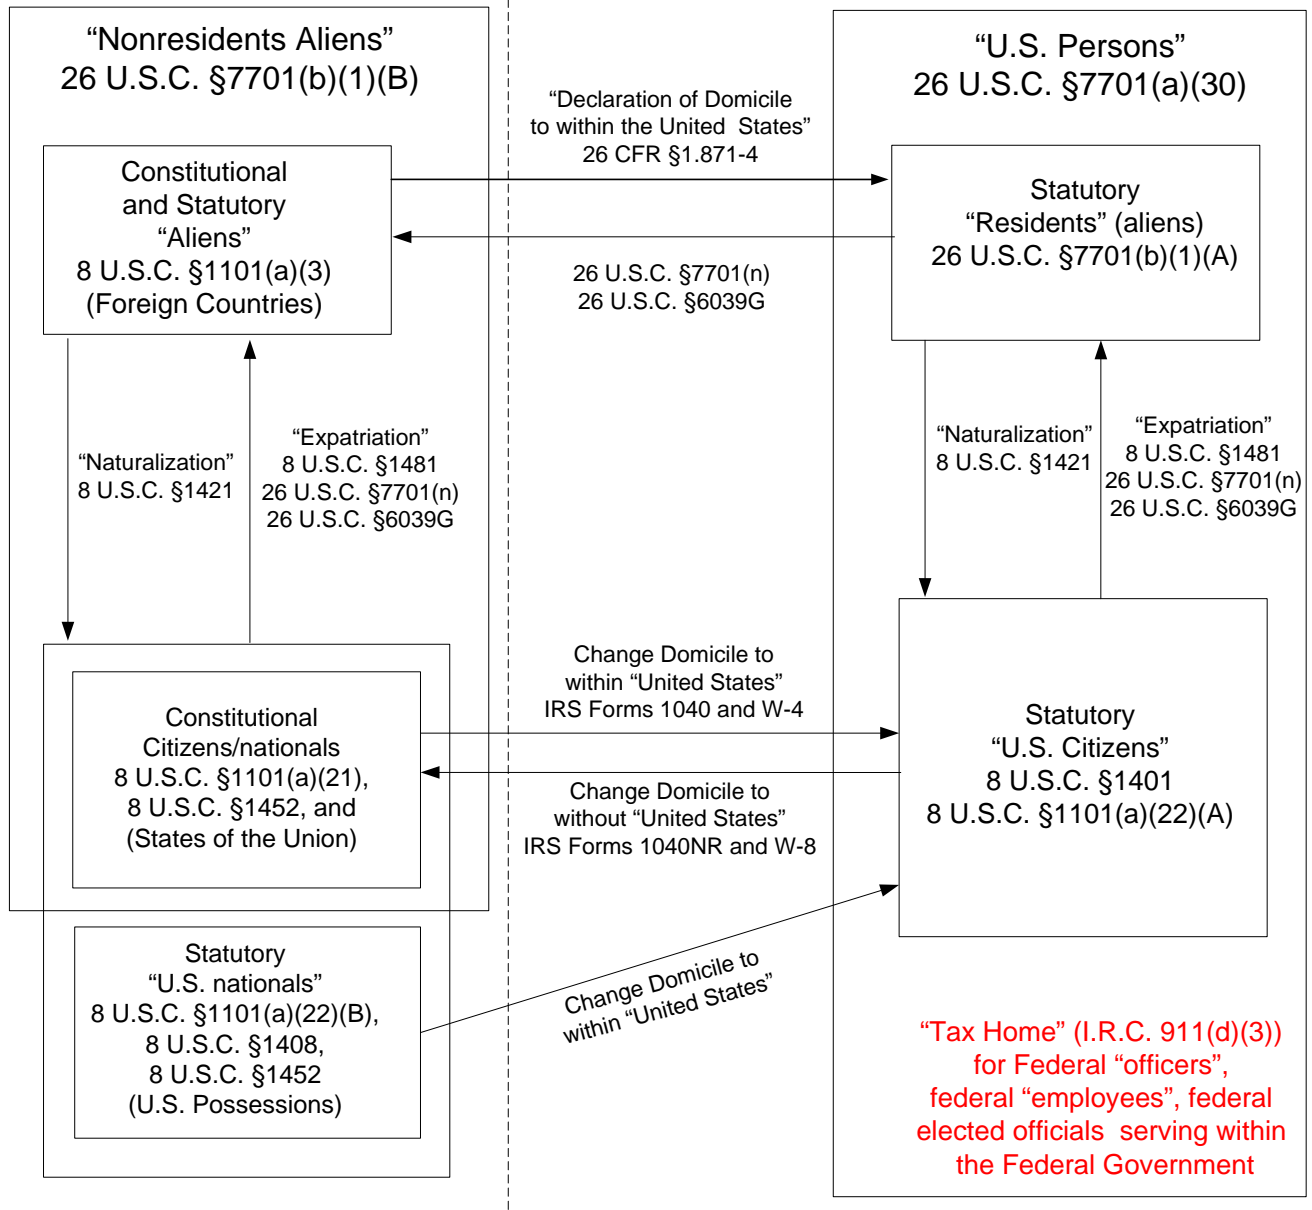 “Nonresidents Aliens”
26 U.S.C. §7701(b)(1)(B)
Constitutional
and Statutory
“Aliens”
8 U.S.C. §1101(a)(3)
(Foreign Countries)
“Naturalization”
8 U.S.C. §1421
“Expatriation”
8 U.S.C. §1481
26 U.S.C. §7701(n)
26 U.S.C. §6039G
Constitutional
Citizens/nationals
8 U.S.C. §1101(a)(21),
8 U.S.C. §1452, and
(States of the Union)
Statutory
“U.S. nationals”
8 U.S.C. §1101(a)(22)(B),
8 U.S.C. §1408,
8 U.S.C. §1452
(U.S. Possessions)
“Declaration of Domicile
to within the United States”
26 CFR §1.871-4
26 U.S.C. §7701(n)
26 U.S.C. §6039G
Change Domicile to
within “United States”
IRS Forms 1040 and W-4
Change Domicile to
without “United States”
IRS Forms 1040NR and W-8
Change Domicile to
within “United States”
“U.S. Persons”
26 U.S.C. §7701(a)(30)
Statutory
“Residents” (aliens)
26 U.S.C. §7701(b)(1)(A)
“Naturalization”
8 U.S.C. §1421
“Expatriation”
8 U.S.C. §1481
26 U.S.C. §7701(n)
26 U.S.C. §6039G
Statutory
“U.S. Citizens”
8 U.S.C. §1401
8 U.S.C. §1101(a)(22)(A)
“Tax Home” (I.R.C. 911(d)(3))
for Federal “officers”,
federal “employees”, federal
elected officials serving within
the Federal Government